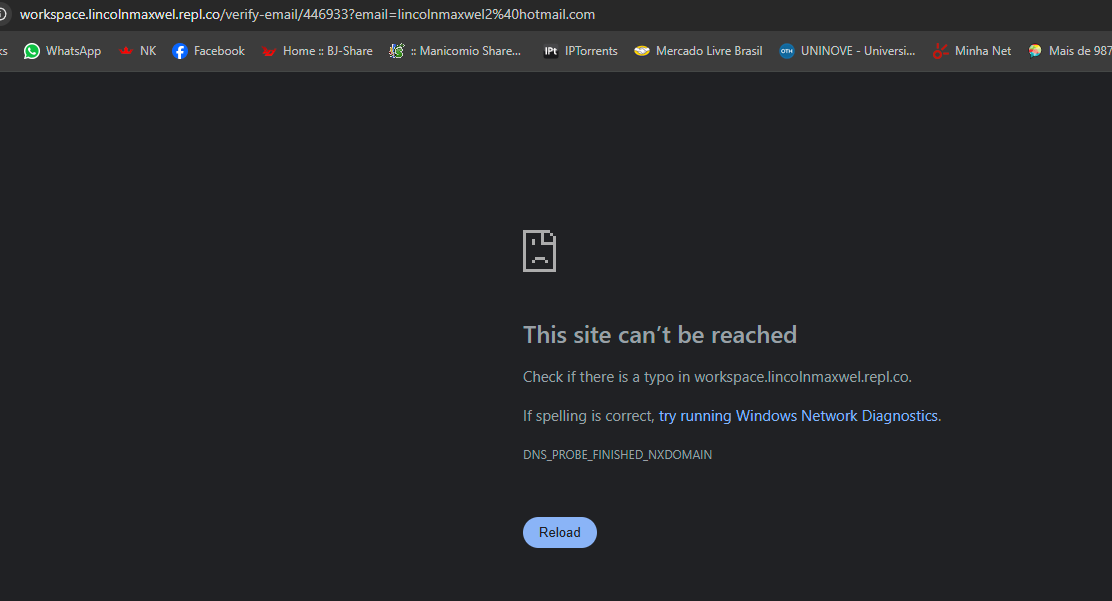 workspace.lincolnmaxwel.repl.co/verify-email/446933?email=lincolnmaxwel2%40hotmail.com
WhatsApp NK Facebook Home :: BJ-Share :: Manicomio Share... IPt IPTorrents Mercado Livre Brasil OTH UNINOVE - Universi... Minha Net Mais de 987
This site can’t be reached
Check if there is a typo in workspace.lincolnmaxwel.repl.co.
If spelling is correct, try running Windows Network Diagnostics.
DNS_PROBE_FINISHED_NXDOMAIN
Reload